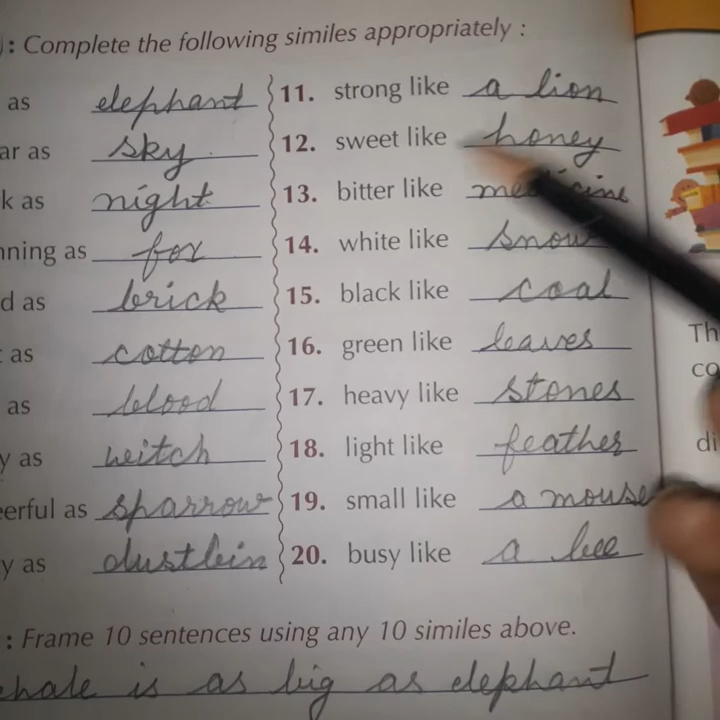 : Complete the following similes appropriately :
as elephant
ar as sky
k as night
nning as fox
d as brick
as cotton
as blood
y as witch
eerful as sparrow
y as dustbin
11. strong like a lion
12. sweet like honey
13. bitter like medicine
14. white like snow
15. black like coal
16. green like leaves
17. heavy like stones
18. light like feather
19. small like a mouse
20. busy like a bee
: Frame 10 sentences using any 10 similes above.
whale is as big as elephant
Th
co
di